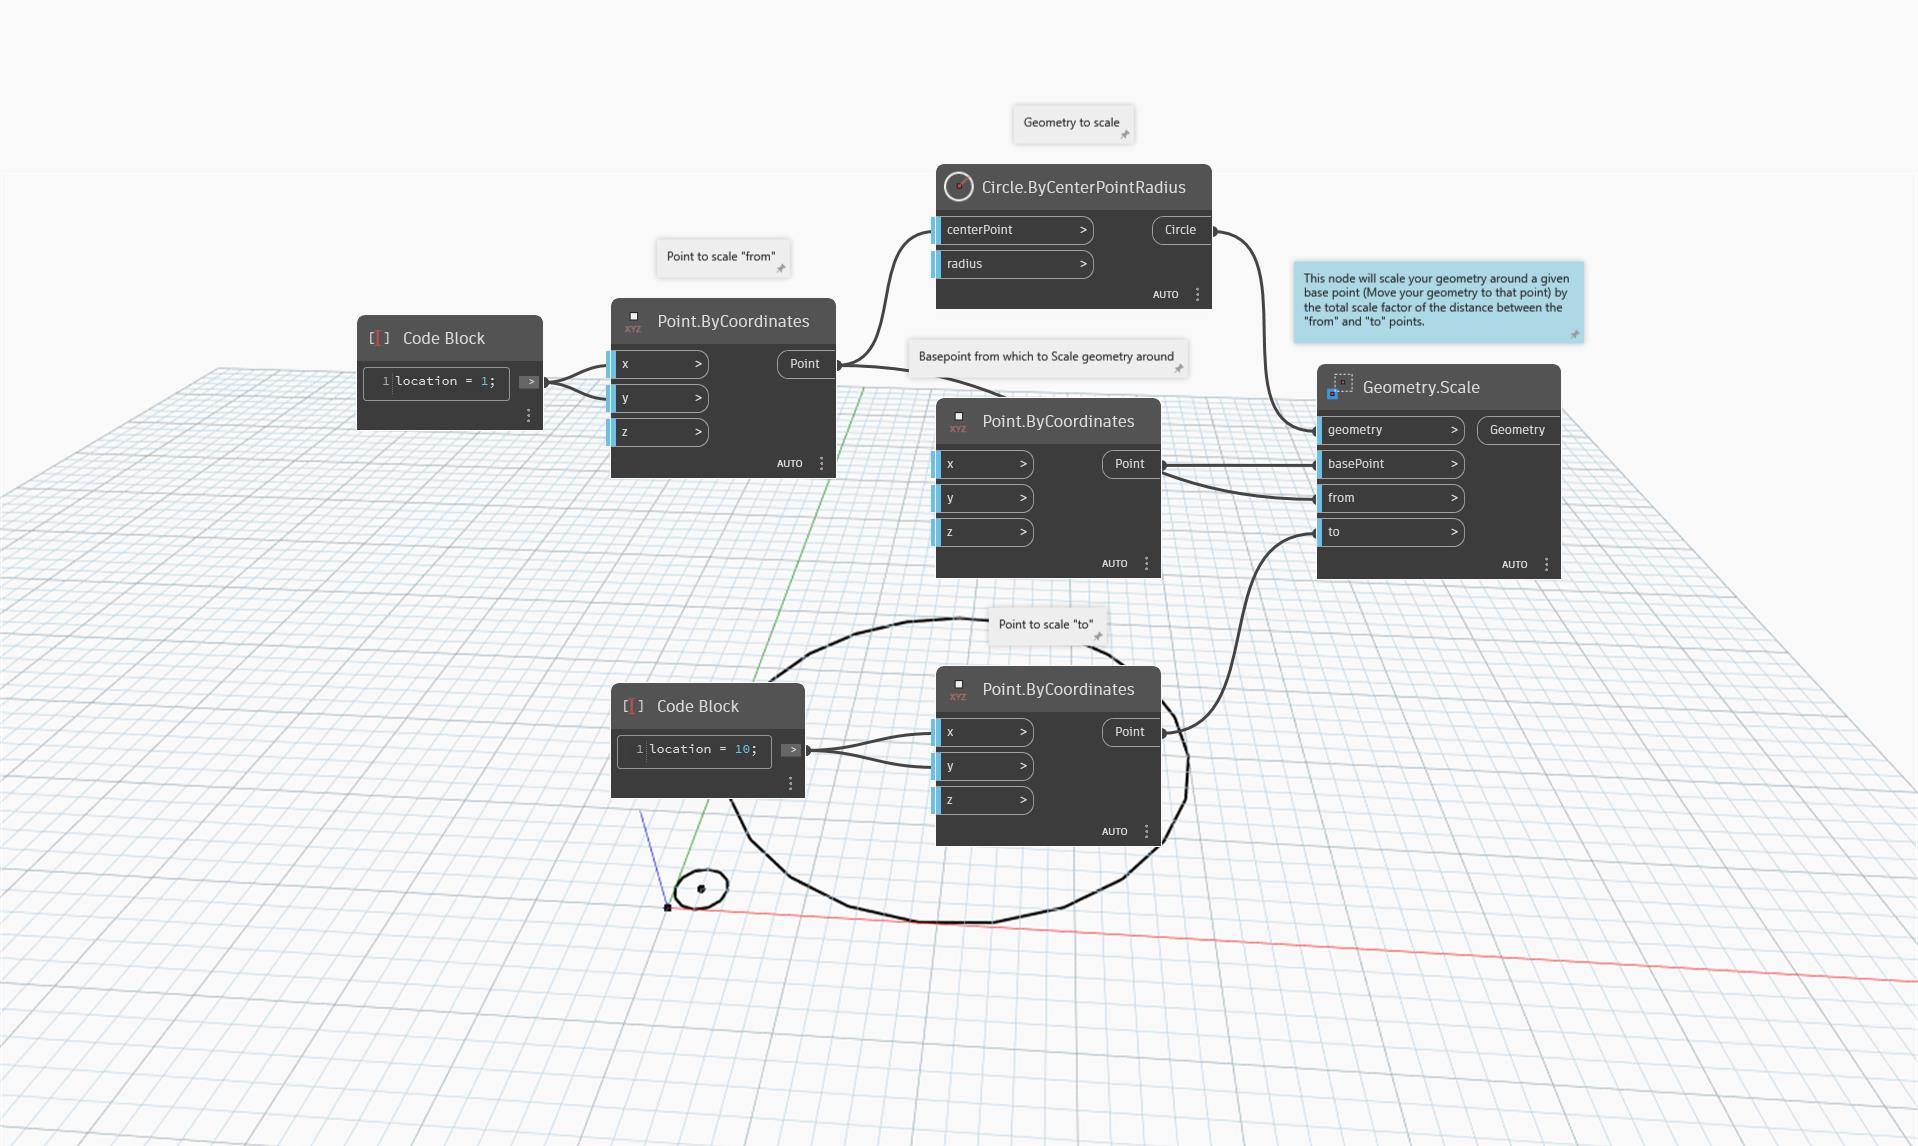 Geometry to scale
Circle.ByCenterPointRadius
centerPoint > Circle
radius >
AUTO
Point to scale "from"
This node will scale your geometry around a given
base point (Move your geometry to that point) by
the total scale factor of the distance between the
"from" and "to" points.
Code Block
1 location = 1; >
XYZ Point.ByCoordinates
x > Point
y >
z >
AUTO
Basepoint from which to Scale geometry around
XYZ Point.ByCoordinates
x > Point
y >
z >
AUTO
Geometry.Scale
geometry > Geometry
basePoint >
from >
to >
AUTO
Point to scale "to"
Code Block
1 location = 10; >
XYZ Point.ByCoordinates
x > Point
y >
z >
AUTO